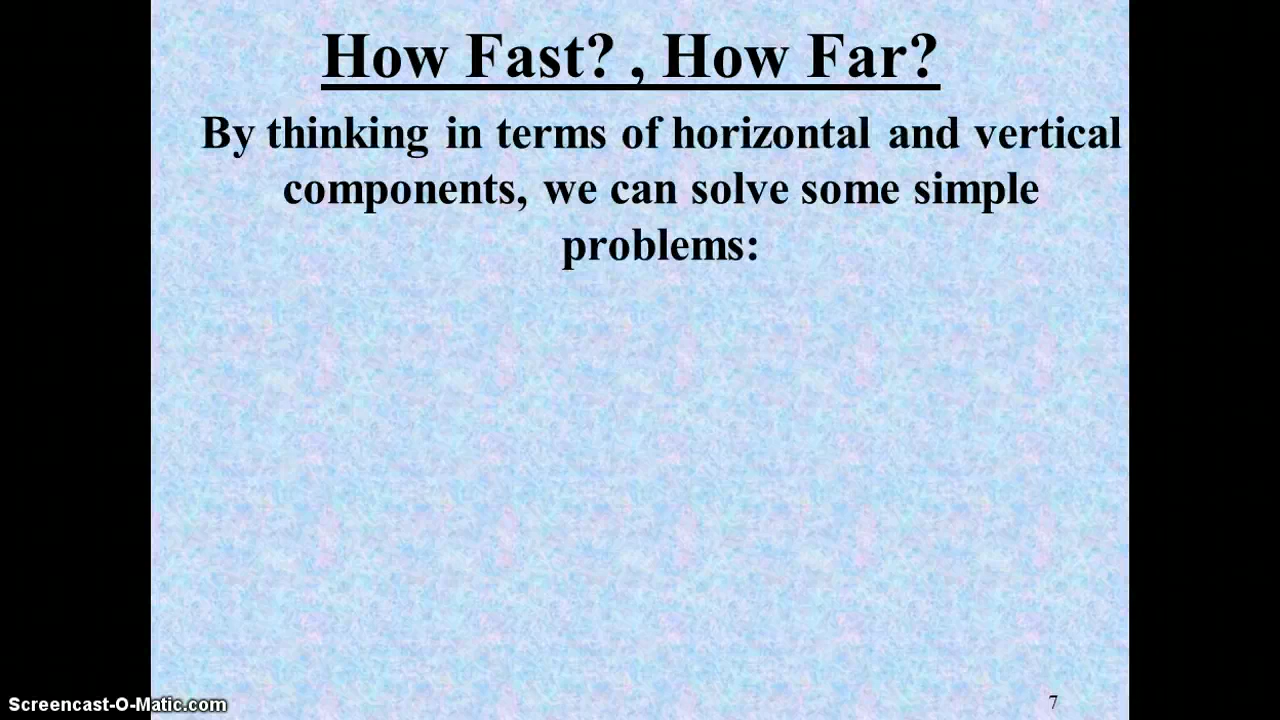 How Fast? , How Far?
By thinking in terms of horizontal and vertical
components, we can solve some simple
problems:
Screencast-O-Matic.com
7